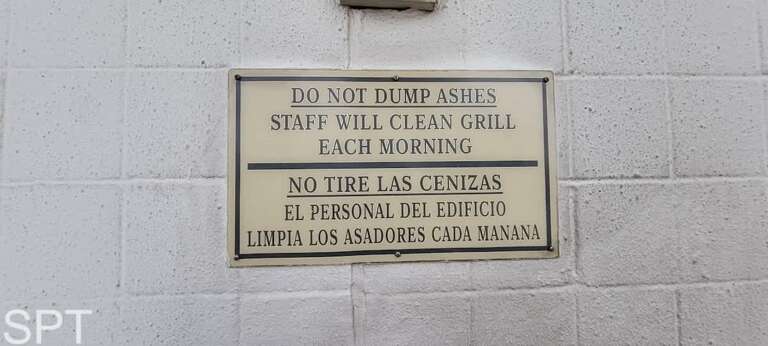 DO NOT DUMP ASHES
STAFF WILL CLEAN GRILL
EACH MORNING
NO TIRE LAS CENIZAS
EL PERSONAL DEL EDIFICIO
LIMPIA LOS ASADORES CADA MANANA
SPT